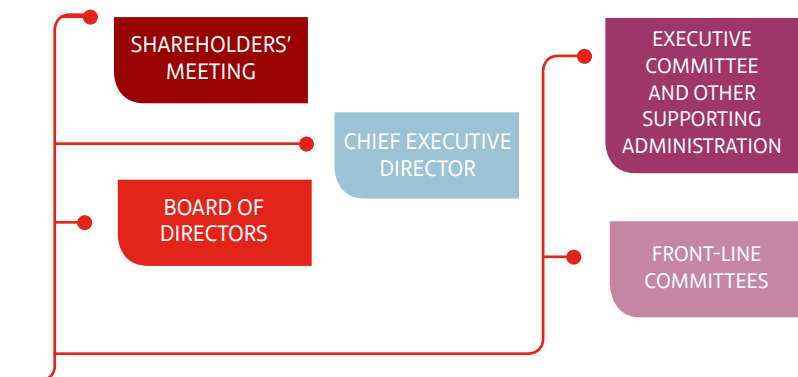 SHAREHOLDERS'
MEETING
CHIEF EXECUTIVE
DIRECTOR
BOARD OF
DIRECTORS
EXECUTIVE
COMMITTEE
AND OTHER
SUPPORTING
ADMINISTRATION
FRONT-LINE
COMMITTEES